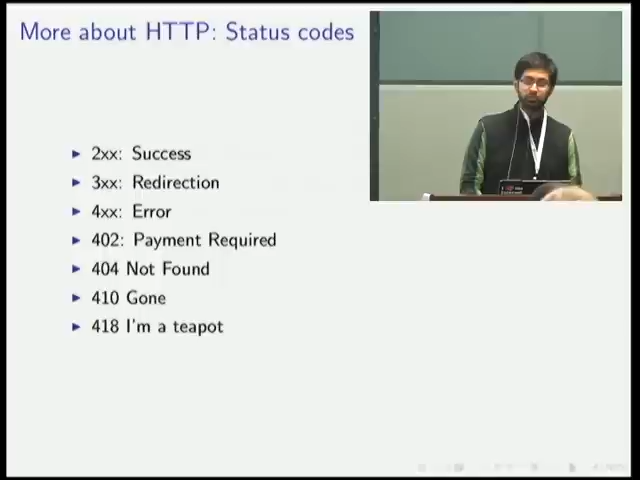 More about HTTP: Status codes
2xx: Success
3xx: Redirection
4xx: Error
402: Payment Required
404 Not Found
410 Gone
418 I'm a teapot